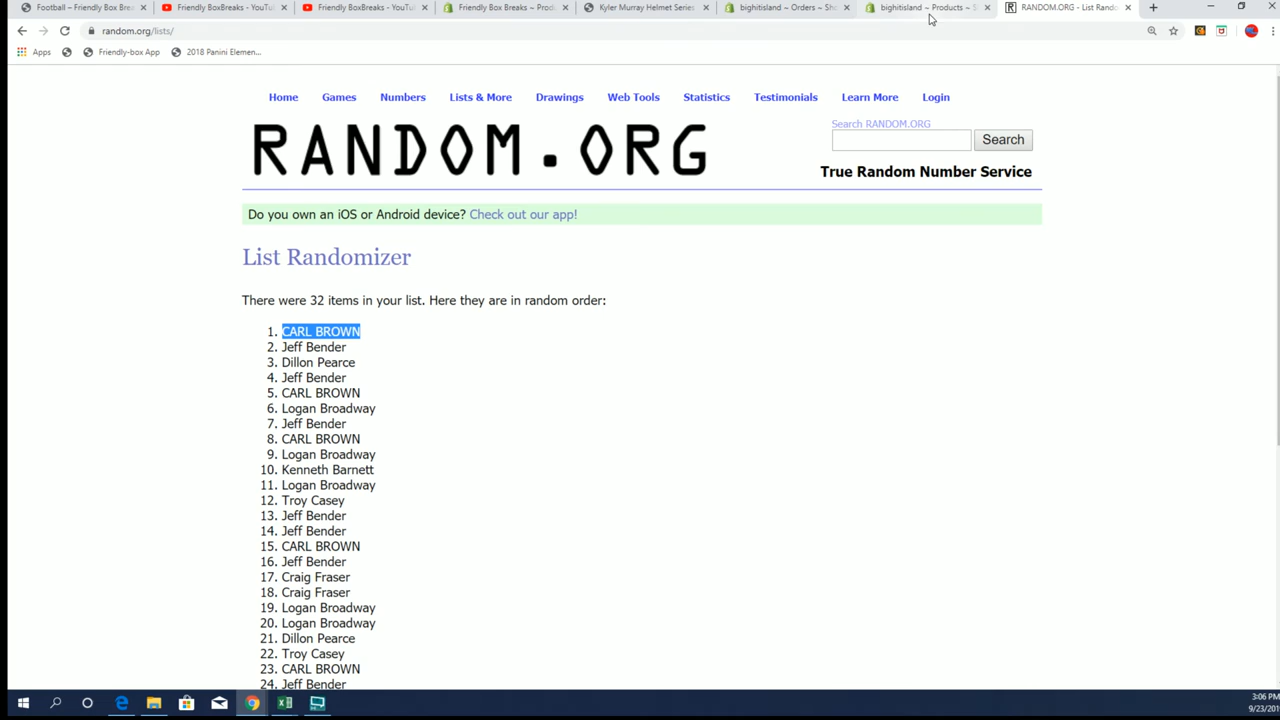 Football ~ Friendly Box Brea
Friendly BoxBreaks - YouTu
Friendly BoxBreaks - YouTu
Friendly Box Breaks ~ Produ
Kyler Murray Helmet Series
bighitisland ~ Orders ~ Sho
bighitisland ~ Products ~ S
RANDOM.ORG - List Rando
random.org/lists/
Apps
Friendly-box App
2018 Panini Elemen...
Home
Games
Numbers
Lists & More
Drawings
Web Tools
Statistics
Testimonials
Learn More
Login
RANDOM.ORG
Search RANDOM.ORG
Search
True Random Number Service
Do you own an iOS or Android device? Check out our app!
List Randomizer
There were 32 items in your list. Here they are in random order:
1. CARL BROWN
2. Jeff Bender
3. Dillon Pearce
4. Jeff Bender
5. CARL BROWN
6. Logan Broadway
7. Jeff Bender
8. CARL BROWN
9. Logan Broadway
10. Kenneth Barnett
11. Logan Broadway
12. Troy Casey
13. Jeff Bender
14. Jeff Bender
15. CARL BROWN
16. Jeff Bender
17. Craig Fraser
18. Craig Fraser
19. Logan Broadway
20. Logan Broadway
21. Dillon Pearce
22. Troy Casey
23. CARL BROWN
24. Jeff Bender
3:06 PM
9/23/201